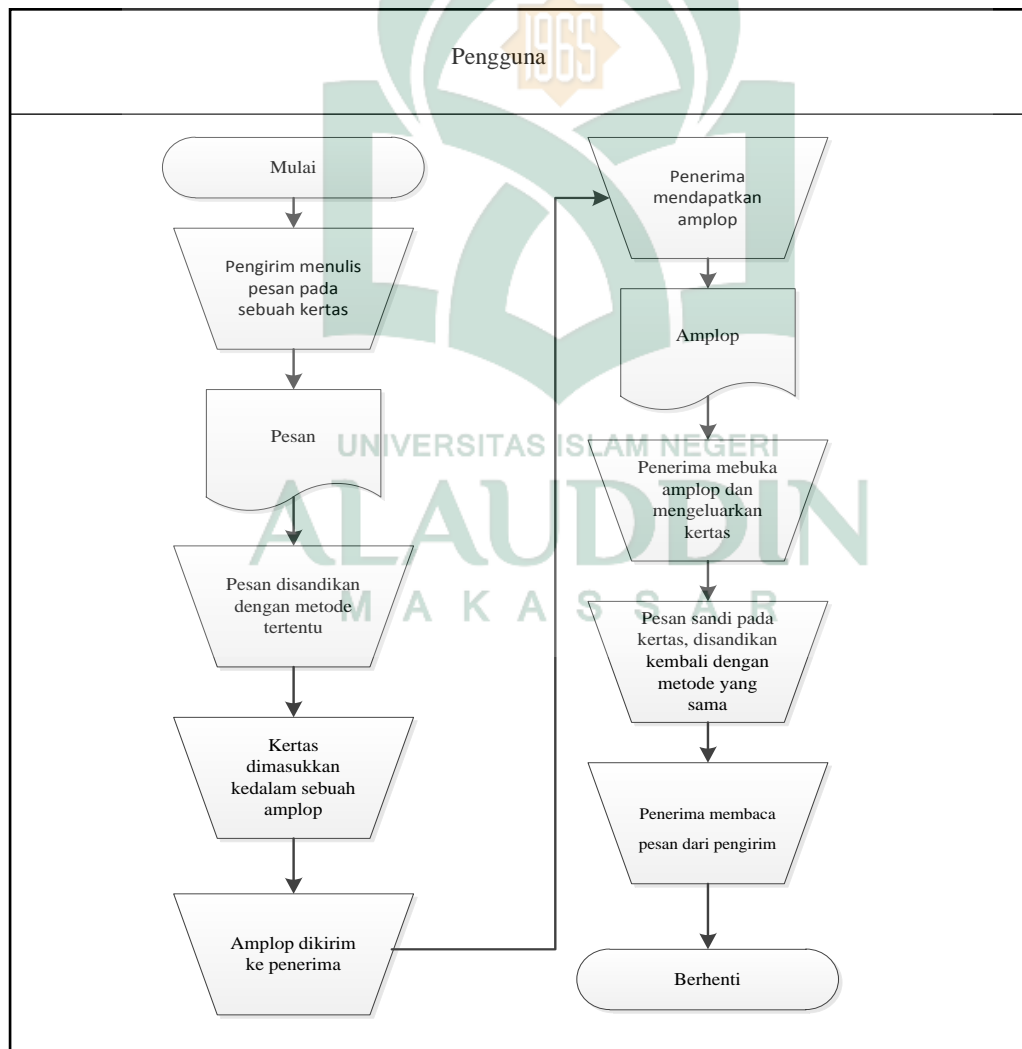 1965
Pengguna
Mulai
Pengirim menulis
pesan pada
sebuah kertas
Pesan
Pesan disandikan
dengan metode
tertentu
Kertas
dimasukkan
kedalam sebuah
amplop
Amplop dikirim
ke penerima
Penerima
mendapatkan
amplop
Amplop
Penerima mebuka
amplop dan
mengeluarkan
kertas
Pesan sandi pada
kertas, disandikan
kembali dengan
metode yang
sama
Penerima membaca
pesan dari pengirim
Berhenti
UNIVERSITAS ISLAM NEGERI
ALAUDDIN
MAKASSAR